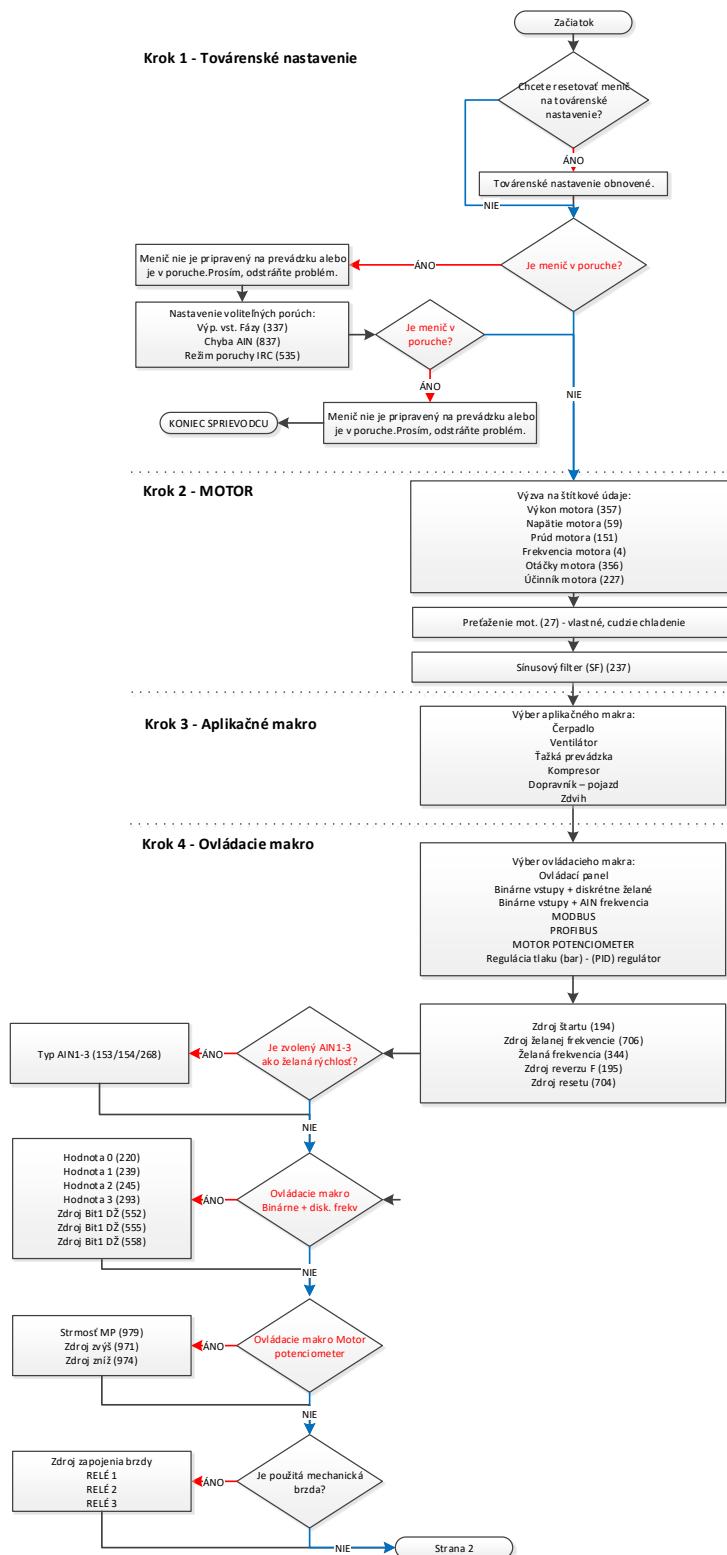 Začiatok
Krok 1 - Továrenské nastavenie
Chcete resetovať menič
na továrenské
nastavenie?
ÁNO
Továrenské nastavenie obnovené.
NIE
Je menič v poruche?
ÁNO
Menič nie je pripravený na prevádzku alebo
je v poruche.Prosím, odstráňte problém.
Nastavenie voliteľných porúch:
Výp. vst. Fázy (337)
Chyba AIN (837)
Režim poruchy IRC (535)
Je menič v
poruche?
ÁNO
NIE
Menič nie je pripravený na prevádzku alebo
je v poruche.Prosím, odstráňte problém.
KONIEC SPRIEVODCU
Krok 2 - MOTOR
Výzva na štítkové údaje:
Výkon motora (357)
Napätie motora (59)
Prúd motora (151)
Frekvencia motora (4)
Otáčky motora (356)
Účinník motora (227)
Preťaženie mot. (27) - vlastné, cudzie chladenie
Sínusový filter (SF) (237)
Krok 3 - Aplikačné makro
Výber aplikačného makra:
Čerpadlo
Ventilátor
Ťažká prevádzka
Kompresor
Dopravník – pojazd
Zdvih
Krok 4 - Ovládacie makro
Výber ovládacieho makra:
Ovládací panel
Binárne vstupy + diskrétne želané
Binárne vstupy + AIN frekvencia
MODBUS
PROFIBUS
MOTOR POTENCIOMETER
Regulácia tlaku (bar) - (PID) regulátor
Zdroj štartu (194)
Zdroj želanej frekvencie (706)
Želaná frekvencia (344)
Zdroj reverzu F (195)
Zdroj resetu (704)
Je zvolený AIN1-3
ako želaná rýchlosť?
ÁNO
Typ AIN1-3 (153/154/268)
NIE
Ovládacie makro
Binárne + disk. frekv
ÁNO
Hodnota 0 (220)
Hodnota 1 (239)
Hodnota 2 (245)
Hodnota 3 (293)
Zdroj Bit1 DŽ (552)
Zdroj Bit1 DŽ (555)
Zdroj Bit1 DŽ (558)
NIE
Ovládacie makro Motor
potenciometer
ÁNO
Strmosť MP (979)
Zdroj zvýš (971)
Zdroj zníž (974)
NIE
Je použitá mechanická
brzda?
ÁNO
Zdroj zapojenia brzdy
RELÉ 1
RELÉ 2
RELÉ 3
NIE
Strana 2